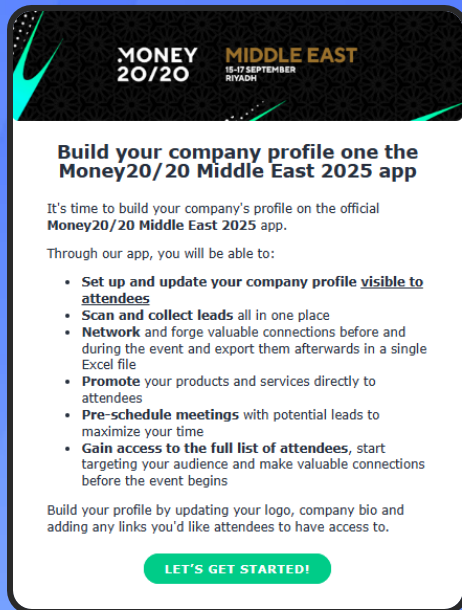 MONEY
20/20
MIDDLE EAST
15-17 SEPTEMBER
RIYADH
Build your company profile one the
Money20/20 Middle East 2025 app
It's time to build your company's profile on the official
Money20/20 Middle East 2025 app.
Through our app, you will be able to:
• Set up and update your company profile visible to
attendees
• Scan and collect leads all in one place
• Network and forge valuable connections before and
during the event and export them afterwards in a single
Excel file
• Promote your products and services directly to
attendees
• Pre-schedule meetings with potential leads to
maximize your time
• Gain access to the full list of attendees, start
targeting your audience and make valuable connections
before the event begins
Build your profile by updating your logo, company bio and
adding any links you'd like attendees to have access to.
LET'S GET STARTED!